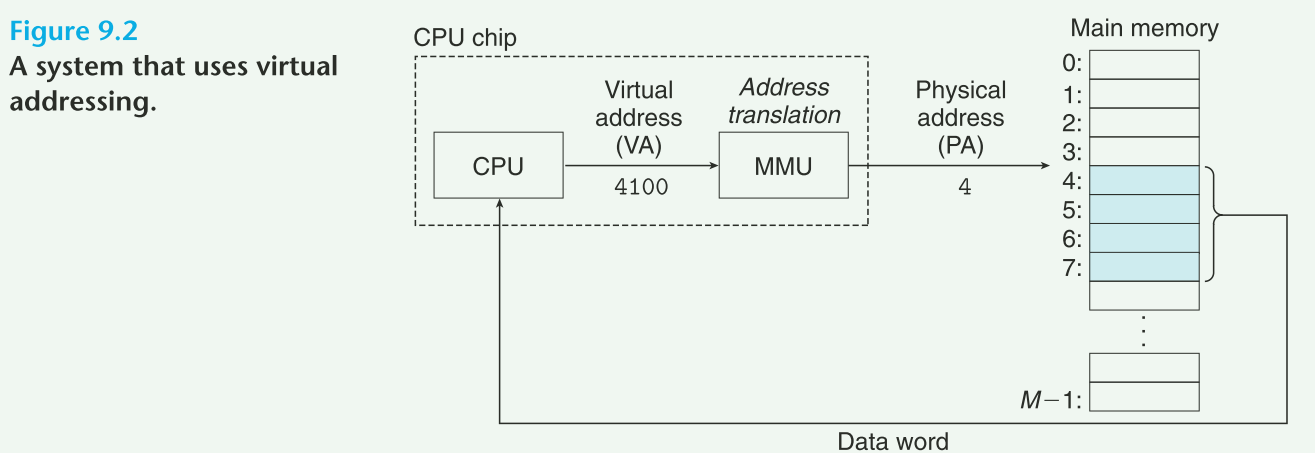 Figure 9.2
A system that uses virtual
addressing.
CPU chip
Main memory
Virtual
address
(VA)
Address
translation
Physical
address
(PA)
CPU
MMU
4100
4
0:
1:
2:
3:
4:
5:
6:
7:
.
.
.
M−1:
Data word